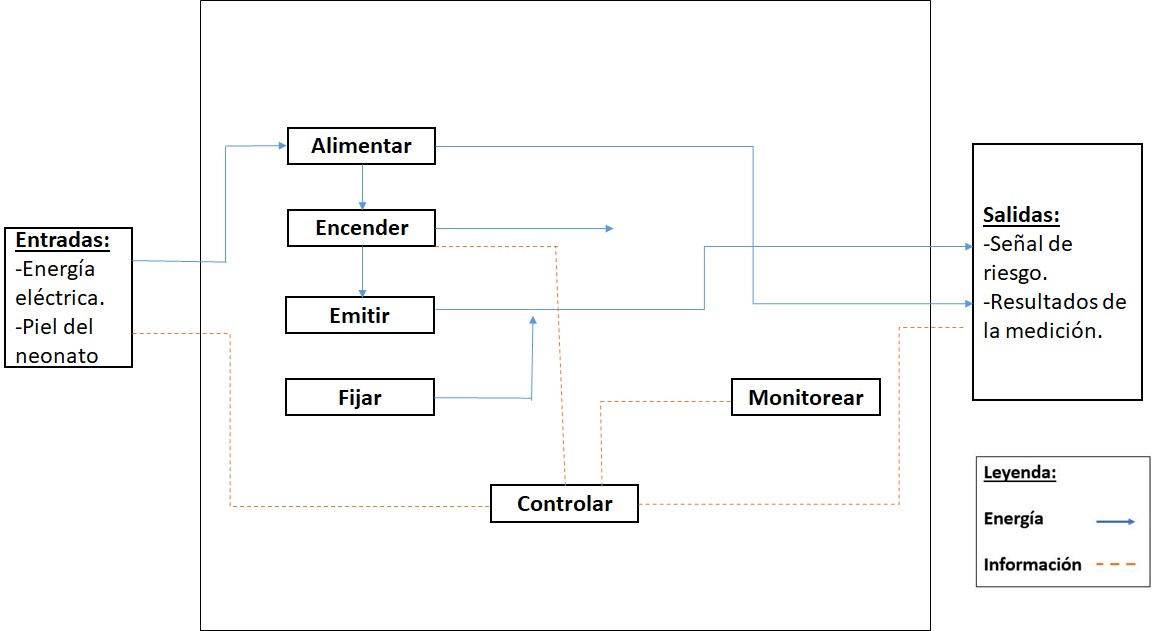 Alimentar
Encender
Emitir
Fijar
Monitorear
Controlar
Entradas:
-Energía
eléctrica.
-Piel del
neonato
Salidas:
-Señal de
riesgo.
-Resultados de
la medición.
Leyenda:
Energía
Información